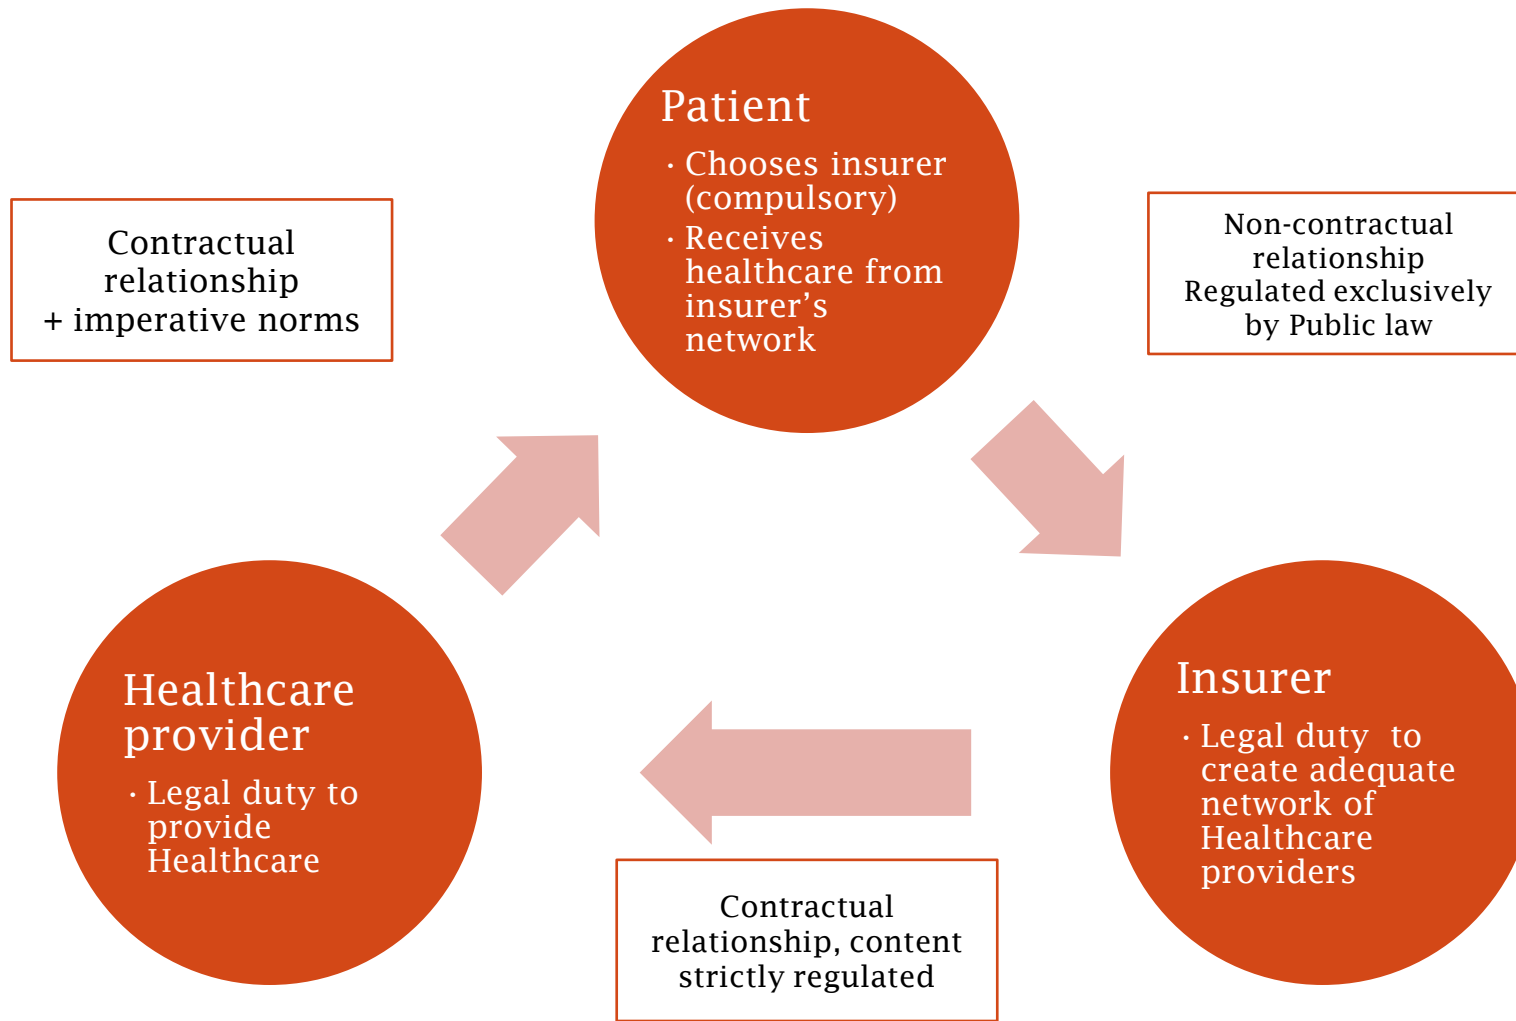 Patient
· Chooses insurer
(compulsory)
· Receives
healthcare from
insurer’s
network
Contractual
relationship
+ imperative norms
Non-contractual
relationship
Regulated exclusively
by Public law
Healthcare
provider
· Legal duty to
provide
Healthcare
Insurer
· Legal duty to
create adequate
network of
Healthcare
providers
Contractual
relationship, content
strictly regulated